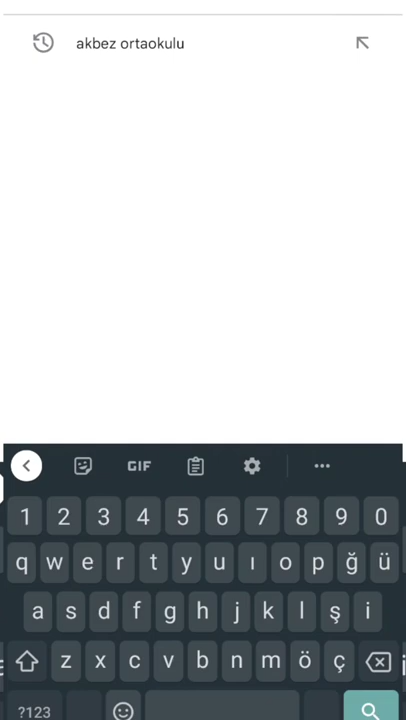 akbez ortaokulu
GIF
1 2 3 4 5 6 7 8 9 0
q w e r t y u ı o p ğ ü
a s d f g h j k l ş i
z x c v b n m ö ç
?123